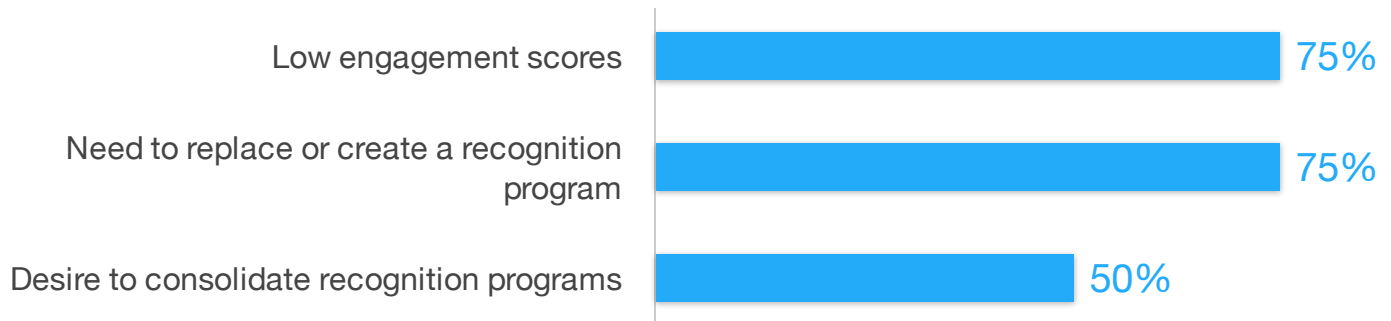 Low engagement scores
75%
Need to replace or create a recognition
program
75%
Desire to consolidate recognition programs
50%